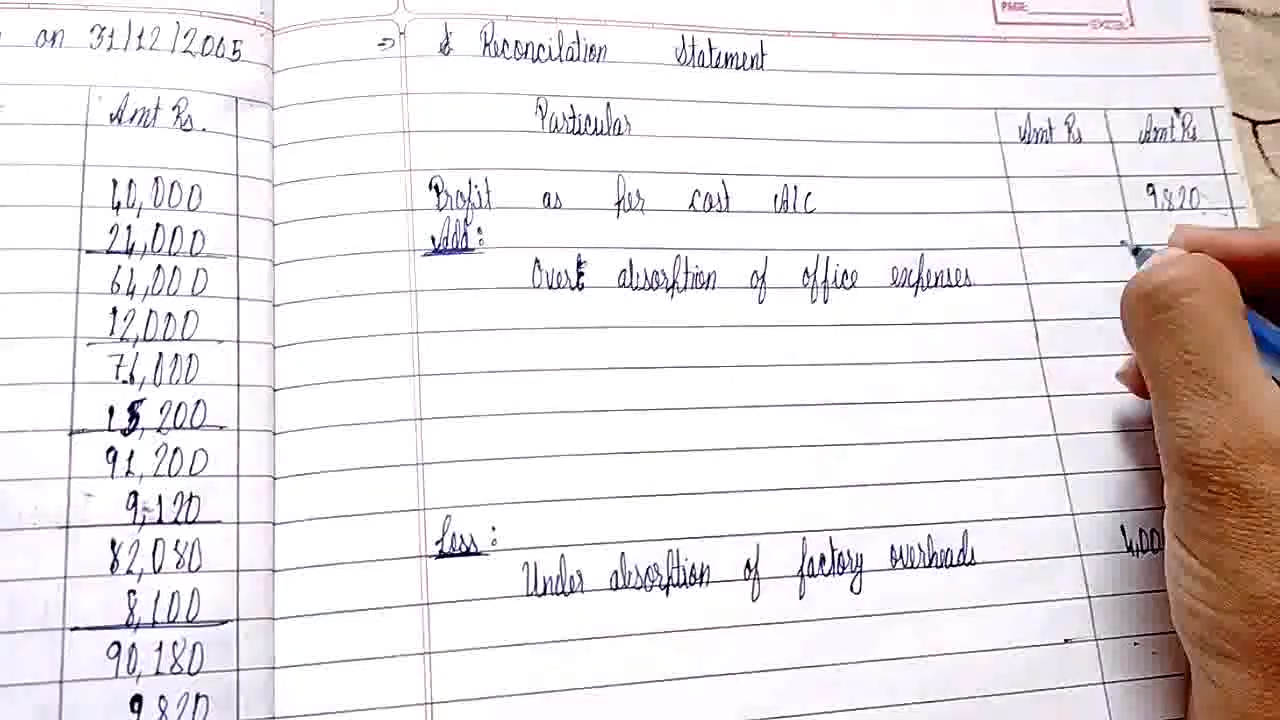 on 31/12/2005
Amt Rs.
40,000
24,000
64,000
12,000
76,000
15,200
91,200
9,120
82,080
8,100
90,180
9820
PAGE:
⇒ Reconcilation Statement
Particular Amt Rs Amt Rs
Profit as per cost A/C 9,820
Add:
Over absorption of office expenses
Less:
Under absorption of factory overheads 4,00